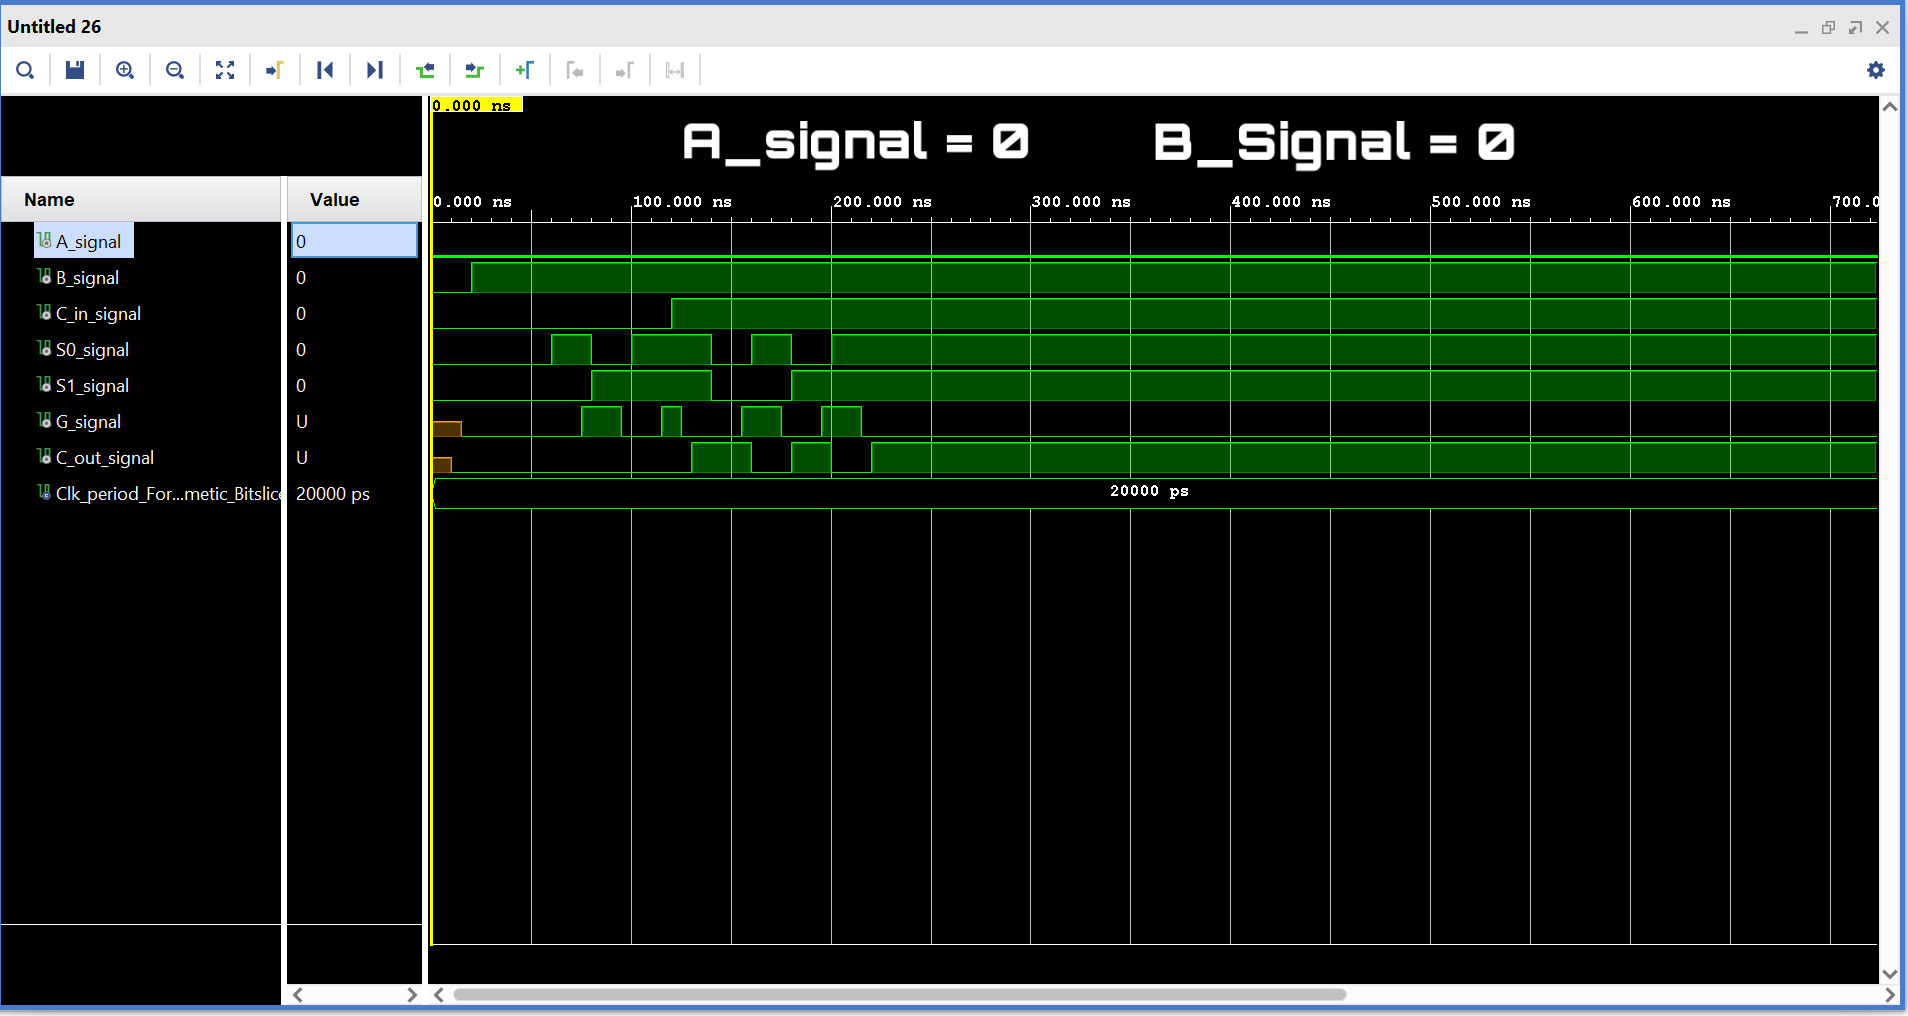 Untitled 26
0.000 ns
A_signal = 0 B_Signal = 0
Name Value
0.000 ns 100.000 ns 200.000 ns 300.000 ns 400.000 ns 500.000 ns 600.000 ns 700.0
A_signal 0
B_signal 0
C_in_signal 0
S0_signal 0
S1_signal 0
G_signal U
C_out_signal U
Clk_period_For...metic_Bitslice 20000 ps 20000 ps